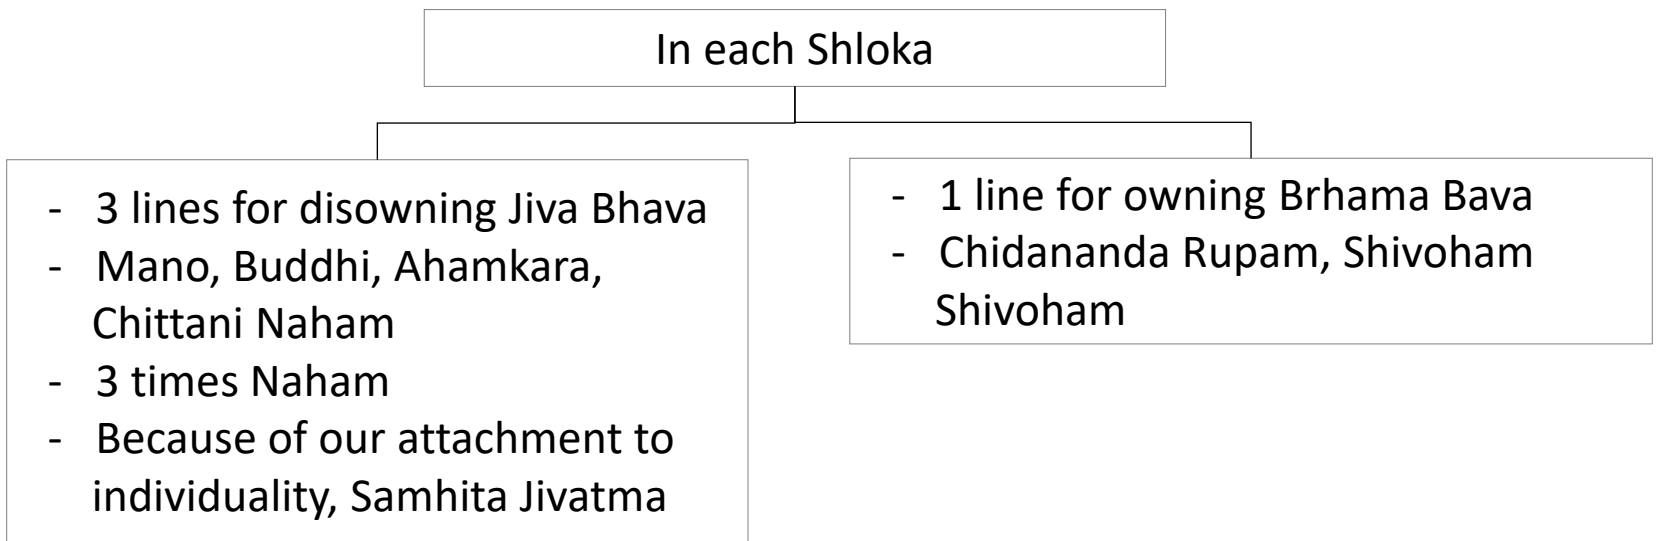 In each Shloka
- 3 lines for disowning Jiva Bhava
- Mano, Buddhi, Ahamkara,
Chittani Naham
- 3 times Naham
- Because of our attachment to
individuality, Samhita Jivatma
- 1 line for owning Brhama Bava
- Chidananda Rupam, Shivoham
Shivoham